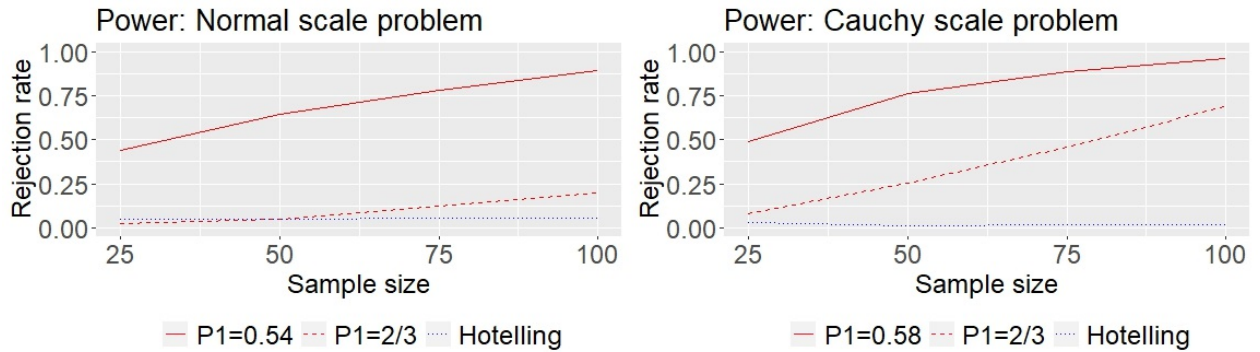 Power: Normal scale problem
Rejection rate
1.00
0.75
0.50
0.25
0.00
25 50 75 100
Sample size
P1=0.54 P1=2/3 Hotelling
Power: Cauchy scale problem
Rejection rate
1.00
0.75
0.50
0.25
0.00
25 50 75 100
Sample size
P1=0.58 P1=2/3 Hotelling